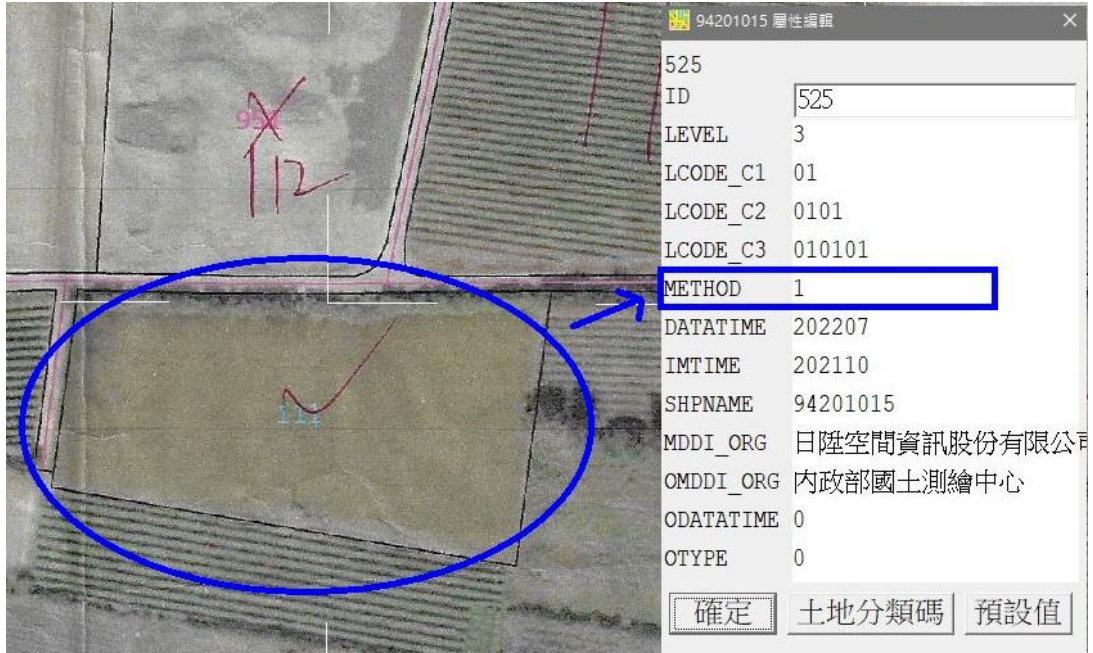 94201015 屬性編輯
525
ID 525
LEVEL 3
LCODE_C1 01
LCODE_C2 0101
LCODE_C3 010101
METHOD 1
DATATIME 202207
IMTIME 202110
SHPNAME 94201015
MDDI_ORG 日陞空間資訊股份有限公司
OMDDI_ORG 內政部國土測繪中心
ODATATIME 0
OTYPE 0
確定 土地分類碼 預設值
112
111